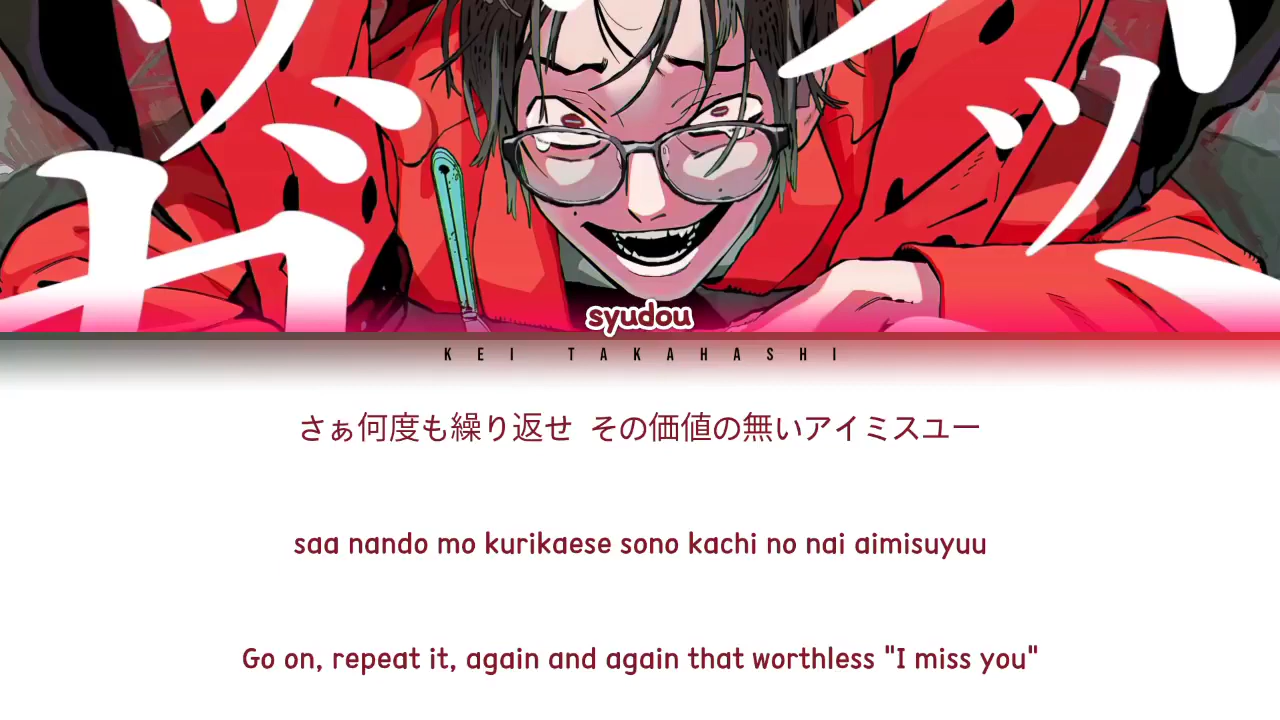 syudou
KEI TAKAHASHI
さぁ何度も繰り返せ その価値の無いアイミスユー
saa nando mo kurikaese sono kachi no nai aimisuyuu
Go on, repeat it, again and again that worthless "I miss you"